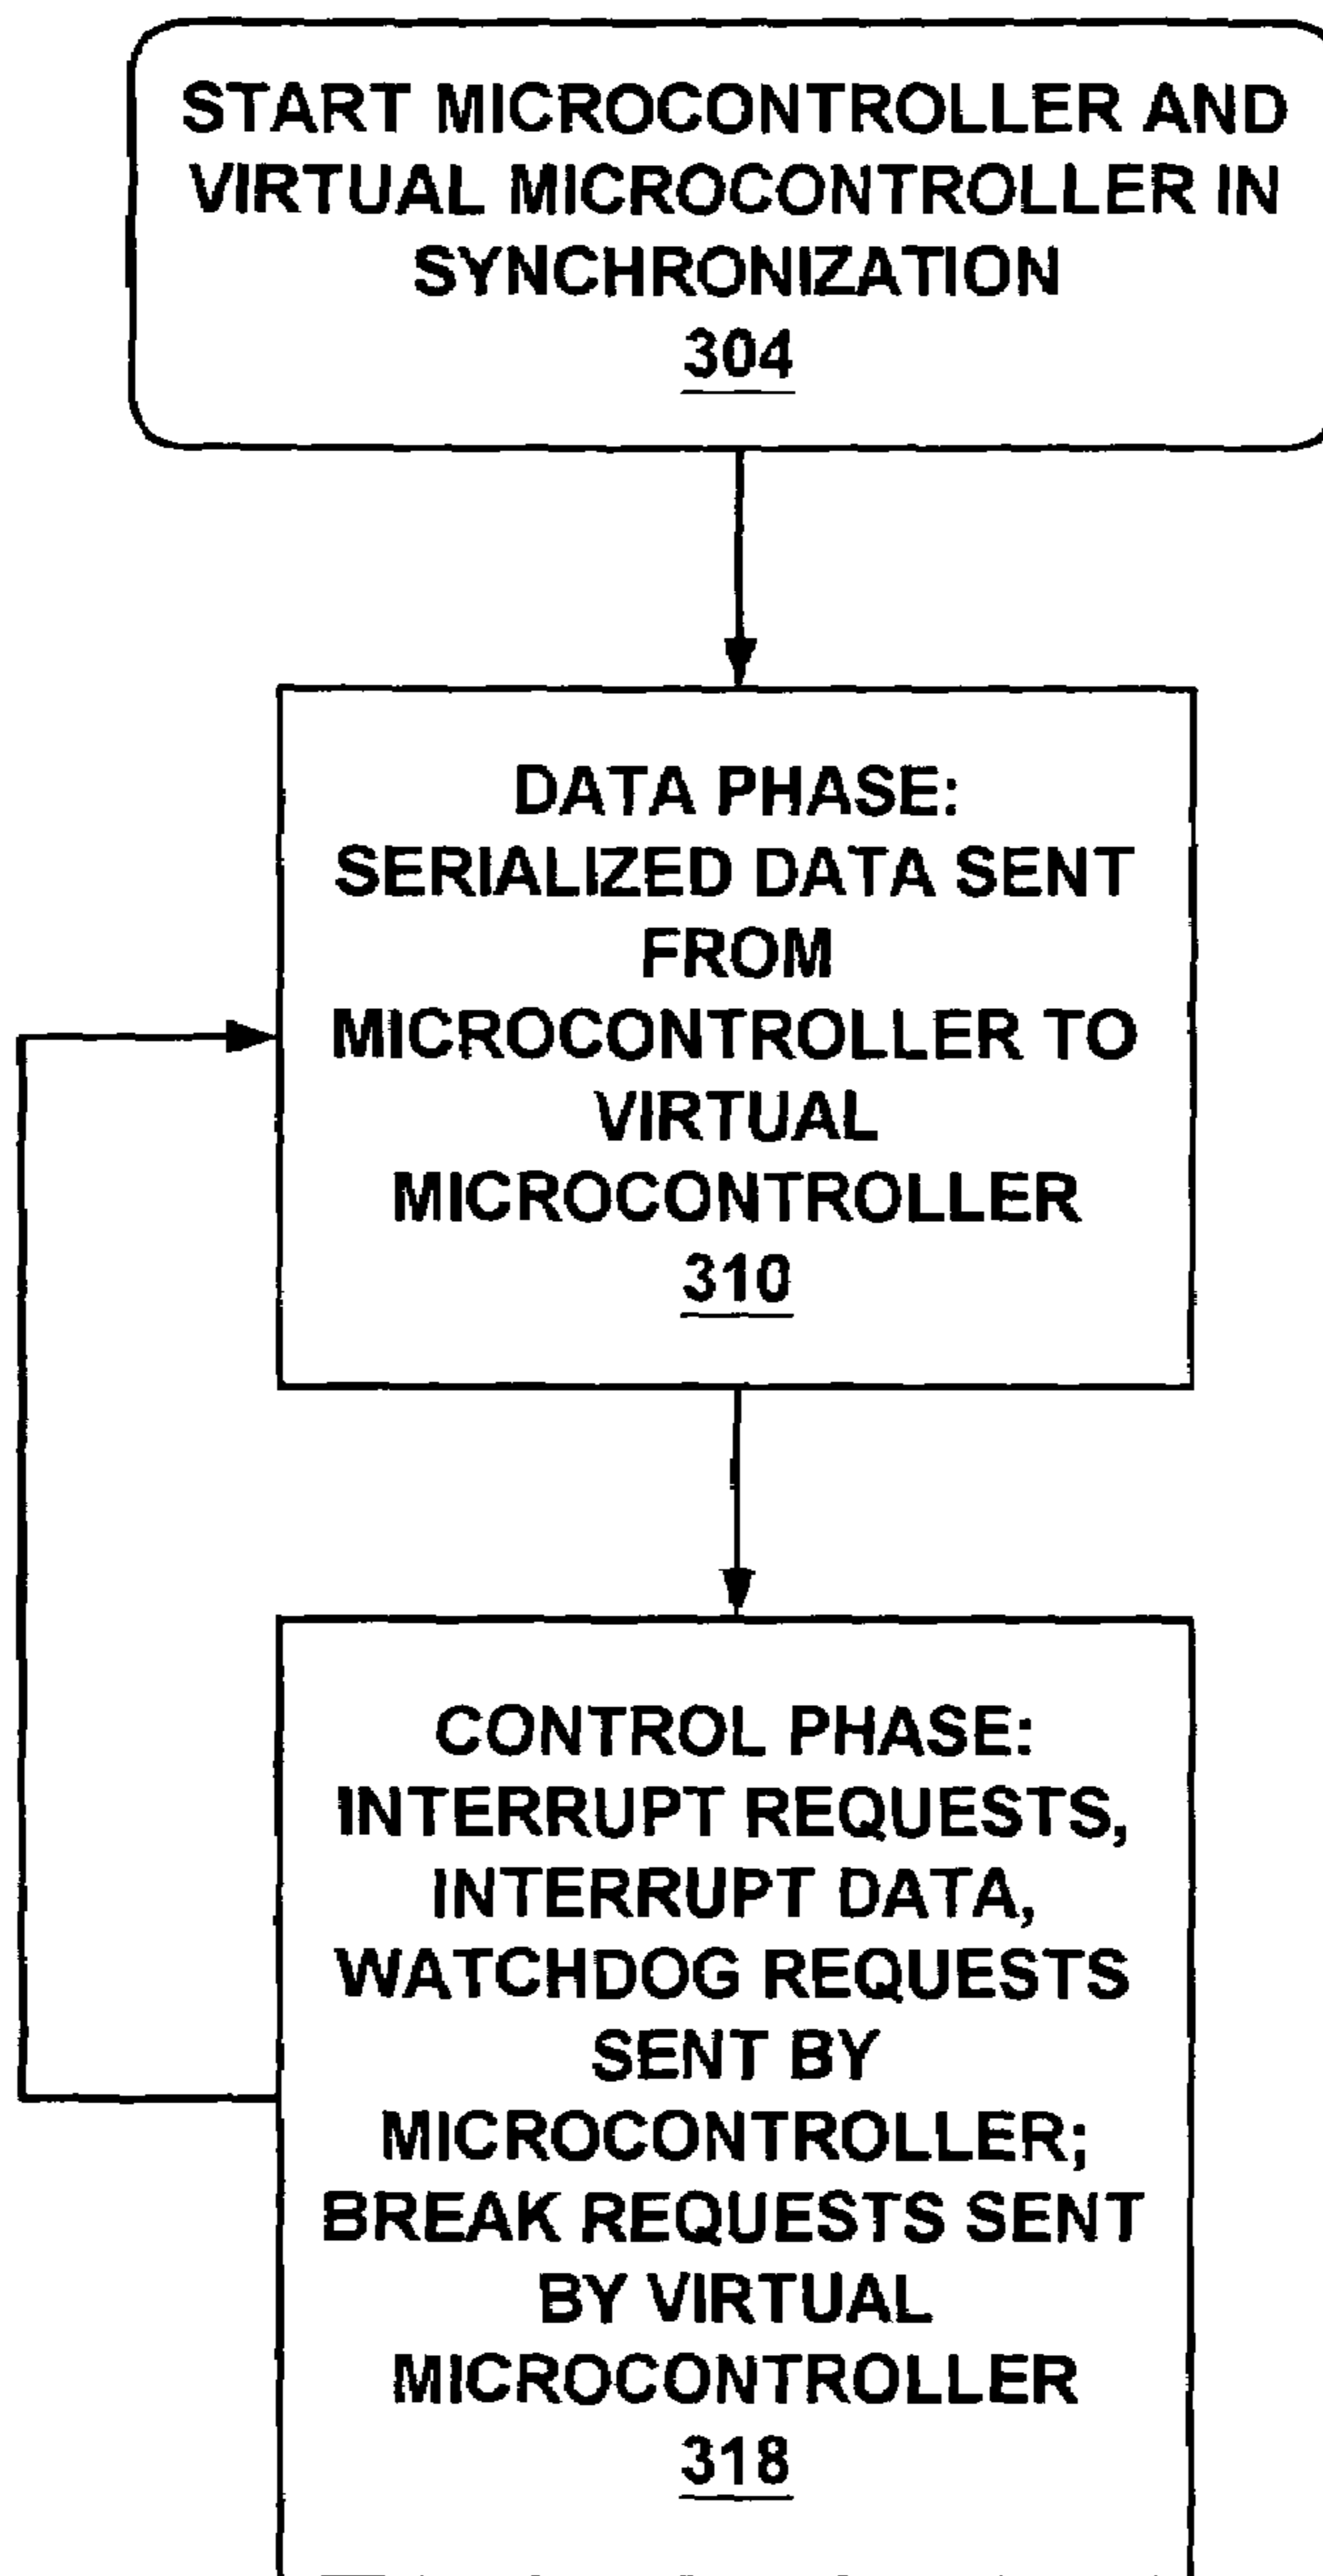 START MICROCONTROLLER AND
VIRTUAL MICROCONTROLLER IN
SYNCHRONIZATION
304
DATA PHASE:
SERIALIZED DATA SENT
FROM
MICROCONTROLLER TO
VIRTUAL
MICROCONTROLLER
310
CONTROL PHASE:
INTERRUPT REQUESTS,
INTERRUPT DATA,
WATCHDOG REQUESTS
SENT BY
MICROCONTROLLER;
BREAK REQUESTS SENT
BY VIRTUAL
MICROCONTROLLER
318